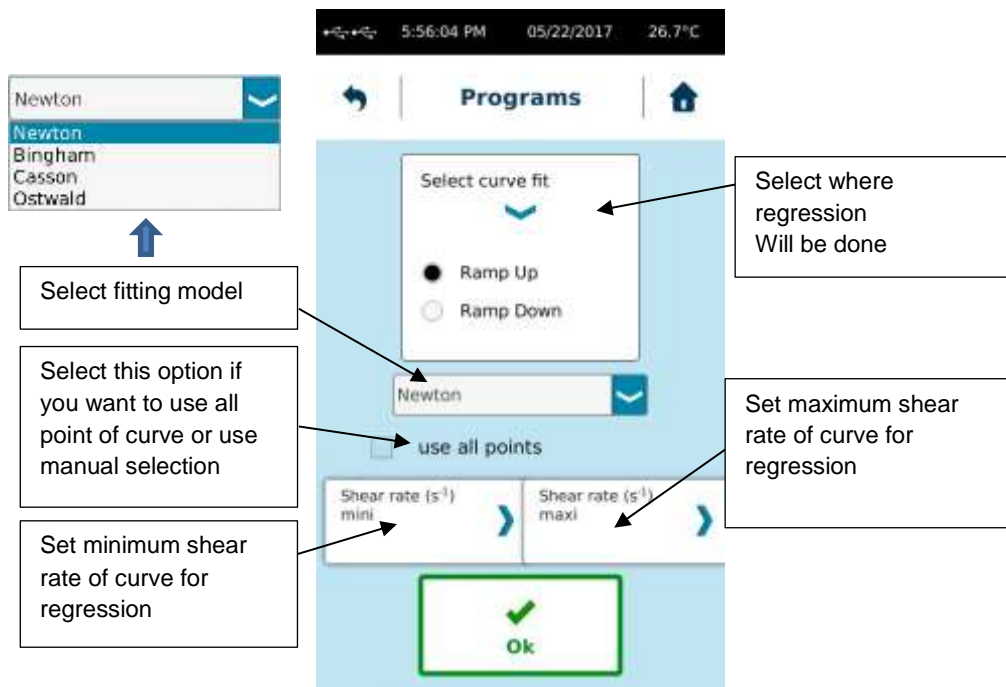 5:56:04 PM 05/22/2017 26.7°C
Programs
Newton
Newton
Bingham
Casson
Ostwald
Select curve fit
Ramp Up
Ramp Down
Select where
regression
Will be done
Select fitting model
Newton
Select this option if
you want to use all
point of curve or use
manual selection
use all points
Set maximum shear
rate of curve for
regression
Shear rate (s⁻¹)
mini
Shear rate (s⁻¹)
maxi
Set minimum shear
rate of curve for
regression
Ok